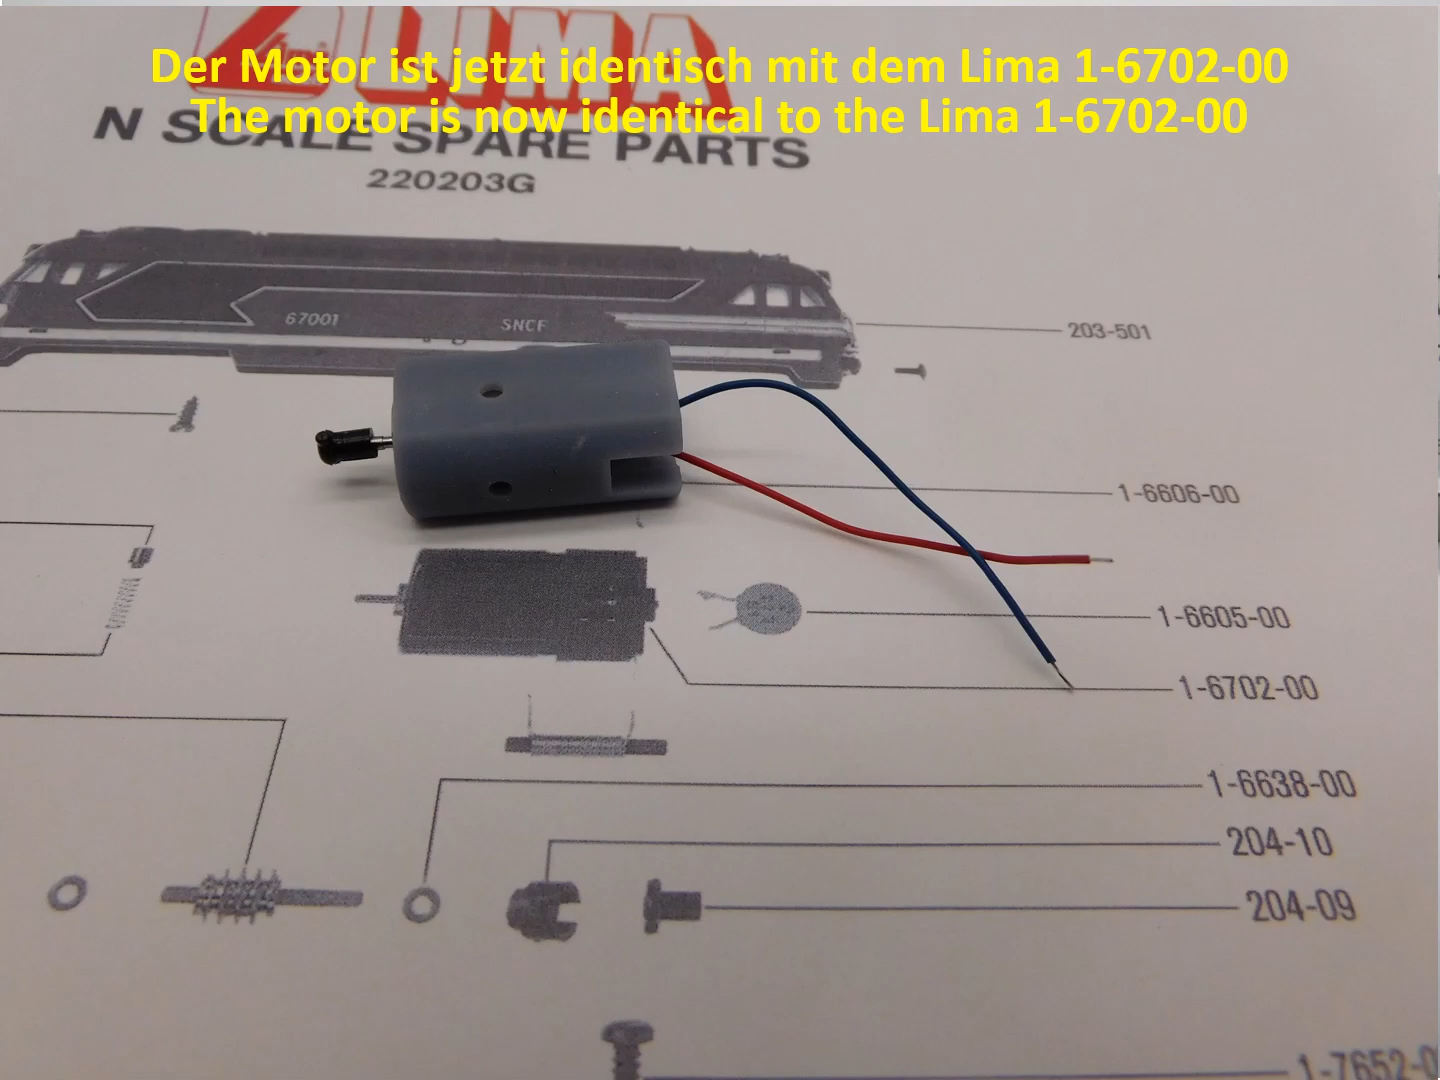 LIMA
Der Motor ist jetzt identisch mit dem Lima 1-6702-00
The motor is now identical to the Lima 1-6702-00
N SCALE SPARE PARTS
220203G
67001
SNCF
203-501
1-6606-00
1-6605-00
1-6702-00
1-6638-00
204-10
204-09